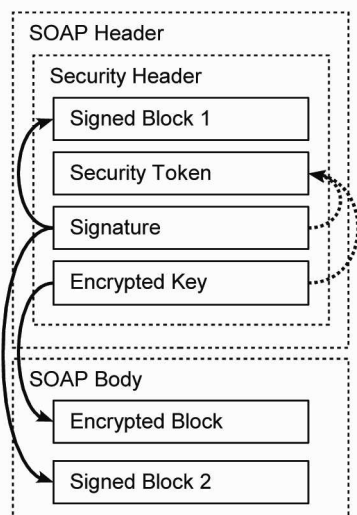 SOAP Header
Security Header
Signed Block 1
Security Token
Signature
Encrypted Key
SOAP Body
Encrypted Block
Signed Block 2